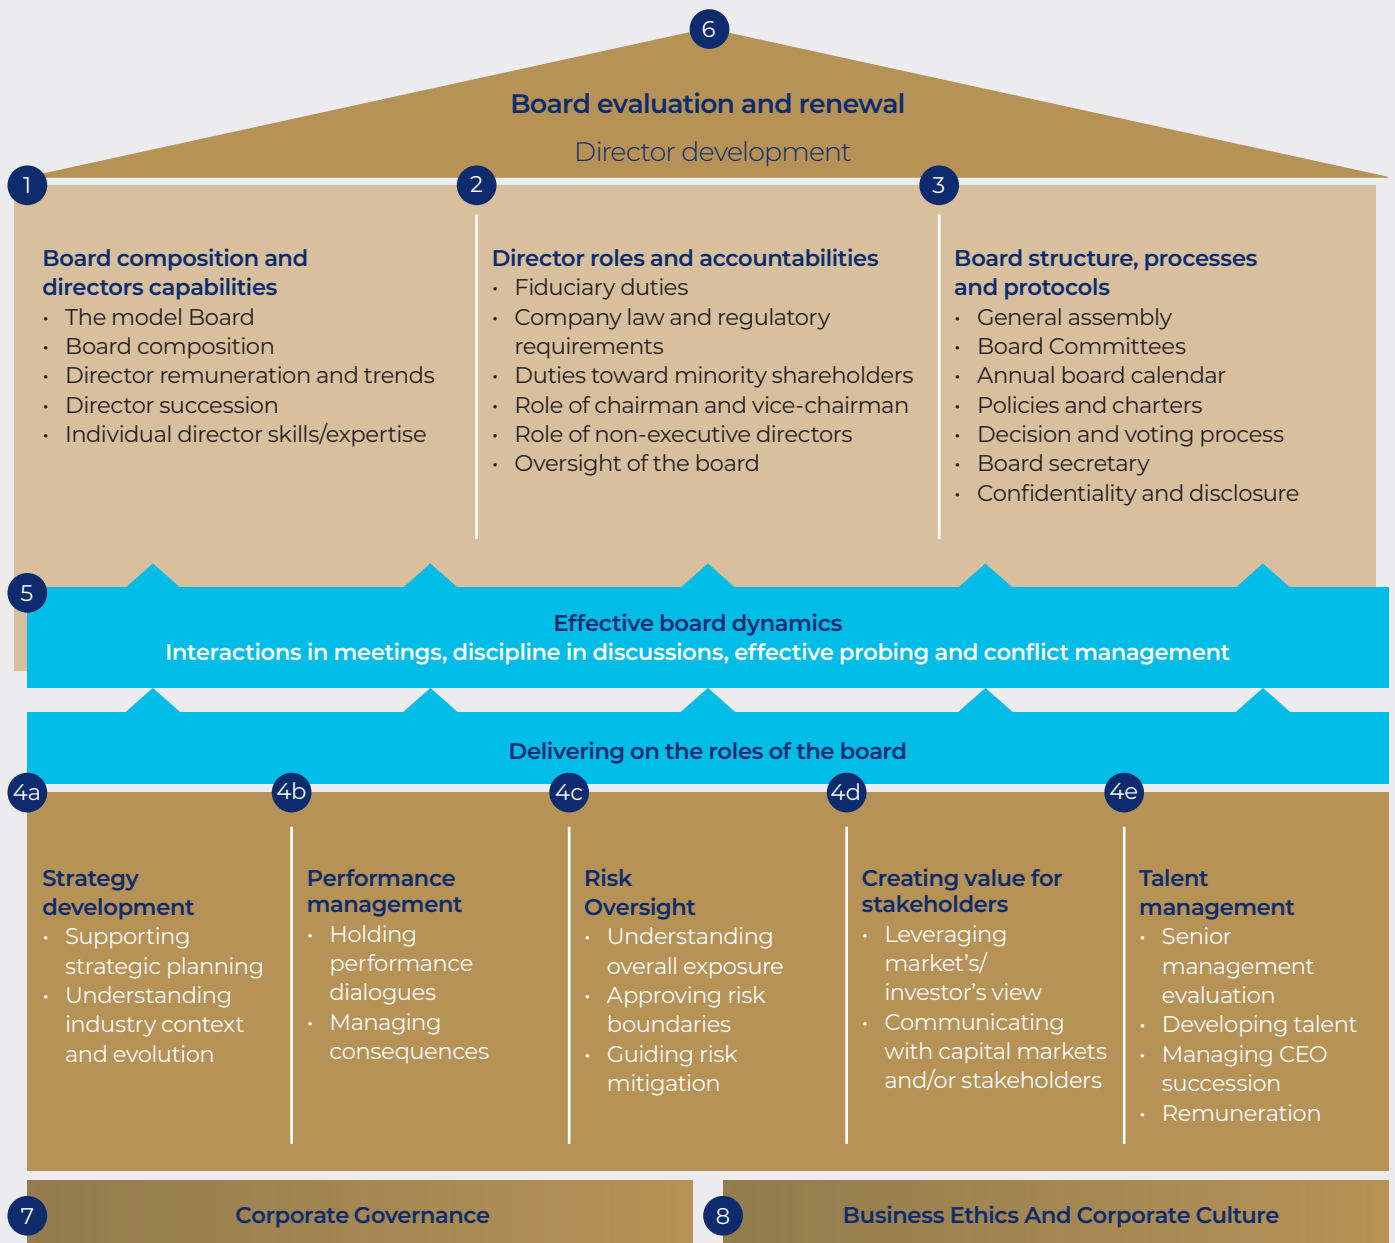 6
Board evaluation and renewal
Director development
1
2
3
Board composition and
directors capabilities
• The model Board
• Board composition
• Director remuneration and trends
• Director succession
• Individual director skills/expertise
Director roles and accountabilities
• Fiduciary duties
• Company law and regulatory
requirements
• Duties toward minority shareholders
• Role of chairman and vice-chairman
• Role of non-executive directors
• Oversight of the board
Board structure, processes
and protocols
• General assembly
• Board Committees
• Annual board calendar
• Policies and charters
• Decision and voting process
• Board secretary
• Confidentiality and disclosure
5
Effective board dynamics
Interactions in meetings, discipline in discussions, effective probing and conflict management
Delivering on the roles of the board
4a
4b
4c
4d
4e
Strategy
development
• Supporting
strategic planning
• Understanding
industry context
and evolution
Performance
management
• Holding
performance
dialogues
• Managing
consequences
Risk
Oversight
• Understanding
overall exposure
• Approving risk
boundaries
• Guiding risk
mitigation
Creating value for
stakeholders
• Leveraging
market's/
investor's view
• Communicating
with capital markets
and/or stakeholders
Talent
management
• Senior
management
evaluation
• Developing talent
• Managing CEO
succession
• Remuneration
7
Corporate Governance
8
Business Ethics And Corporate Culture